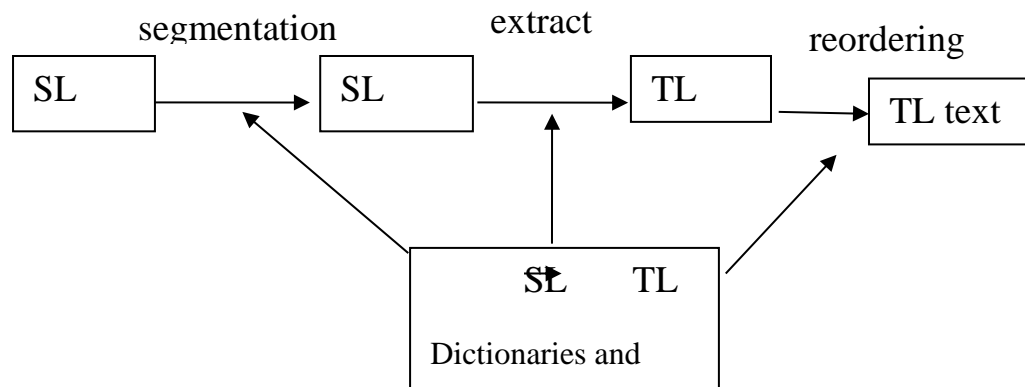 segmentation
extract
reordering
SL
SL
TL
TL text
SL TL
Dictionaries and